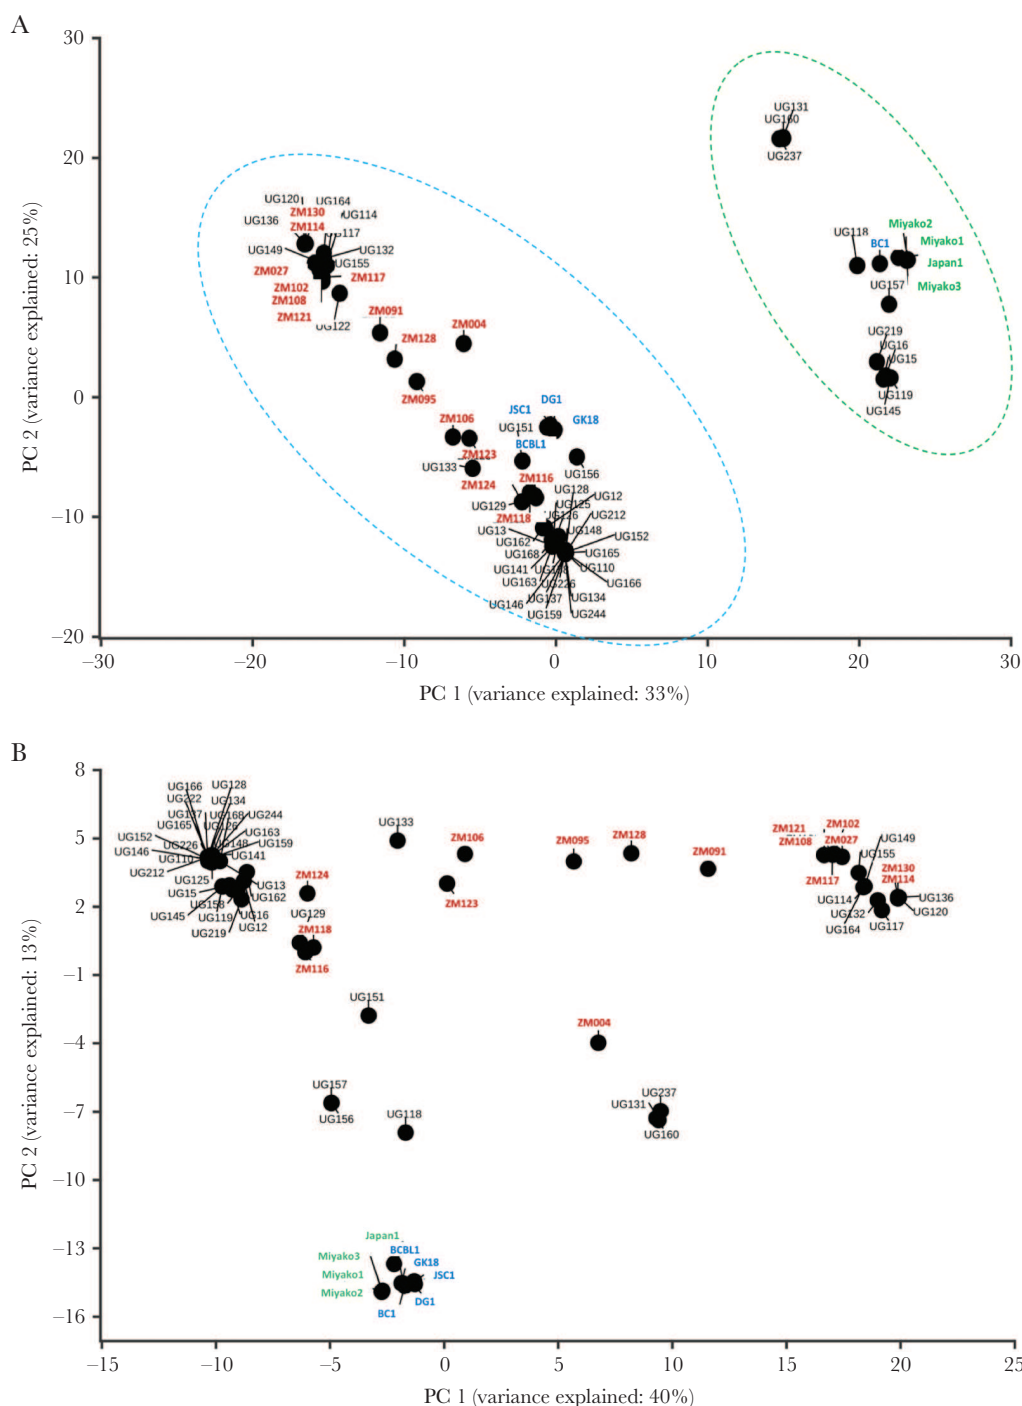 A
30
20
10
0
−10
−20
−30
−20
−10
0
10
20
30
PC 2 (variance explained: 25%)
PC 1 (variance explained: 33%)
UG131
UG160
UG237
UG120
UG164
ZM130
UG114
UG136
ZM114
UG149
UG132
ZM027
UG155
ZM117
ZM102
ZM108
ZM121
UG122
ZM091
ZM128
ZM004
ZM095
UG118
BC1
Miyako2
Miyako1
Japan1
Miyako3
UG157
UG219
UG16
UG15
UG119
UG145
JSC1
DG1
GK18
ZM106
UG151
BCBL1
ZM123
UG133
UG156
ZM124
ZM116
UG128
UG12
UG129
UG125
ZM118
UG126
UG212
UG13
UG148
UG152
UG162
UG168
UG165
UG141
UG110
UG163
UG226
UG166
UG146
UG137
UG134
UG159
UG244
B
8
5
2
−1
−4
−7
−10
−13
−16
−15
−10
−5
0
5
10
15
20
25
PC 2 (variance explained: 13%)
PC 1 (variance explained: 40%)
UG166
UG128
UG222
UG134
UG137
UG168
UG244
UG165
UG126
UG163
UG152
UG226
UG148
UG159
UG146
UG110
UG141
UG212
UG125
UG13
UG15
UG158
UG162
UG145
UG119
UG16
UG219
UG12
UG133
ZM106
ZM123
ZM124
UG129
ZM118
ZM116
UG151
ZM095
ZM128
ZM091
ZM121
ZM102
ZM108
ZM027
UG149
UG155
ZM117
ZM130
ZM114
UG136
UG114
UG132
UG120
UG164
UG117
ZM004
UG157
UG156
UG118
UG237
UG131
UG160
Japan1
BCBL1
Miyako3
GK18
Miyako1
JSC1
Miyako2
DG1
BC1